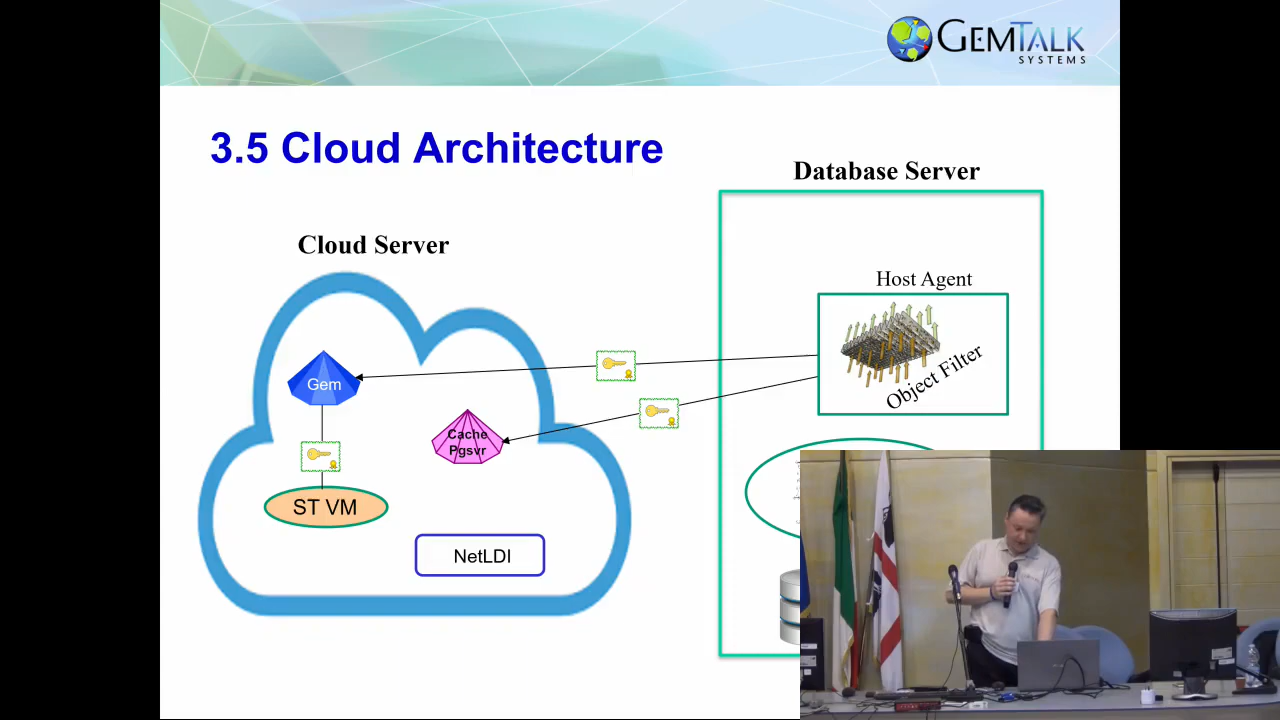 GEMTALK
SYSTEMS
3.5 Cloud Architecture
Database Server
Cloud Server
Host Agent
Object Filter
Gem
Cache
Pgsvr
ST VM
NetLDI